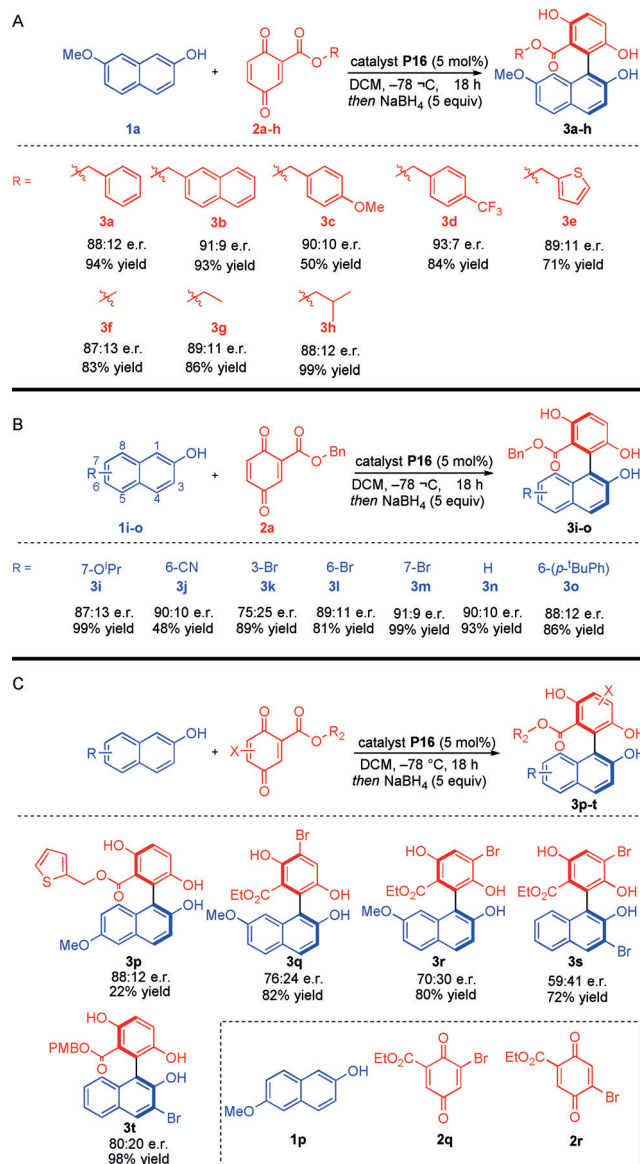 A
MeO
OH
1a
+
O
O
O
O
R
2a-h
catalyst P16 (5 mol%)
DCM, –78 ¬C, 18 h
then NaBH4 (5 equiv)
HO
R
O
O
OH
MeO
OH
3a-h
R =
OMe
CF3
S
3a 3b 3c 3d 3e
88:12 e.r. 91:9 e.r. 90:10 e.r. 93:7 e.r. 89:11 e.r.
94% yield 93% yield 50% yield 84% yield 71% yield
3f 3g 3h
87:13 e.r. 89:11 e.r. 88:12 e.r.
83% yield 86% yield 99% yield
B
R
8 1 OH
7
6
5 4 3
1i-o
+
O
O
O
OBn
2a
catalyst P16 (5 mol%)
DCM, –78 ¬C, 18 h
then NaBH4 (5 equiv)
HO
BnO
O
OH
R
OH
3i-o
R = 7-OiPr 6-CN 3-Br 6-Br 7-Br H 6-(p-tBuPh)
3i 3j 3k 3l 3m 3n 3o
87:13 e.r. 90:10 e.r. 75:25 e.r. 89:11 e.r. 91:9 e.r. 90:10 e.r. 88:12 e.r.
99% yield 48% yield 89% yield 81% yield 99% yield 93% yield 86% yield
C
R
OH
+
X
O
O
O
O
R2
catalyst P16 (5 mol%)
DCM, –78 °C, 18 h
then NaBH4 (5 equiv)
HO
X
R2
O
O
OH
R
OH
3p-t
S
HO
O
O
OH
OH
MeO
3p
88:12 e.r.
22% yield
Br
HO
EtO2C
OH
OH
MeO
3q
76:24 e.r.
82% yield
HO
Br
EtO2C
OH
OH
MeO
3r
70:30 e.r.
80% yield
HO
Br
EtO2C
OH
OH
Br
3s
59:41 e.r.
72% yield
HO
O
PMBO
OH
OH
Br
3t
80:20 e.r.
98% yield
OH
MeO
1p
EtO2C
O
Br
O
2q
EtO2C
O
Br
O
2r